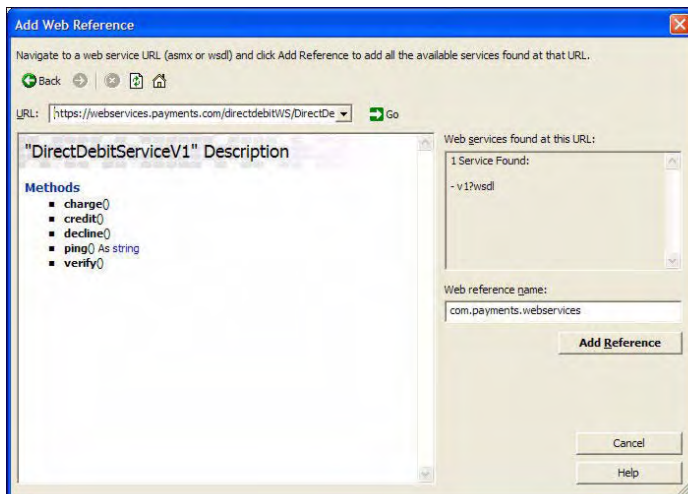 Add Web Reference
Navigate to a web service URL (asmx or wsdl) and click Add Reference to add all the available services found at that URL.
Back
URL: https://webservices.payments.com/directdebitWS/DirectDe Go
"DirectDebitServiceV1" Description
Methods
charge()
credit()
decline()
ping() As string
verify()
Web services found at this URL:
1 Service Found:
- v1?wsdl
Web reference name:
com.payments.webservices
Add Reference
Cancel
Help